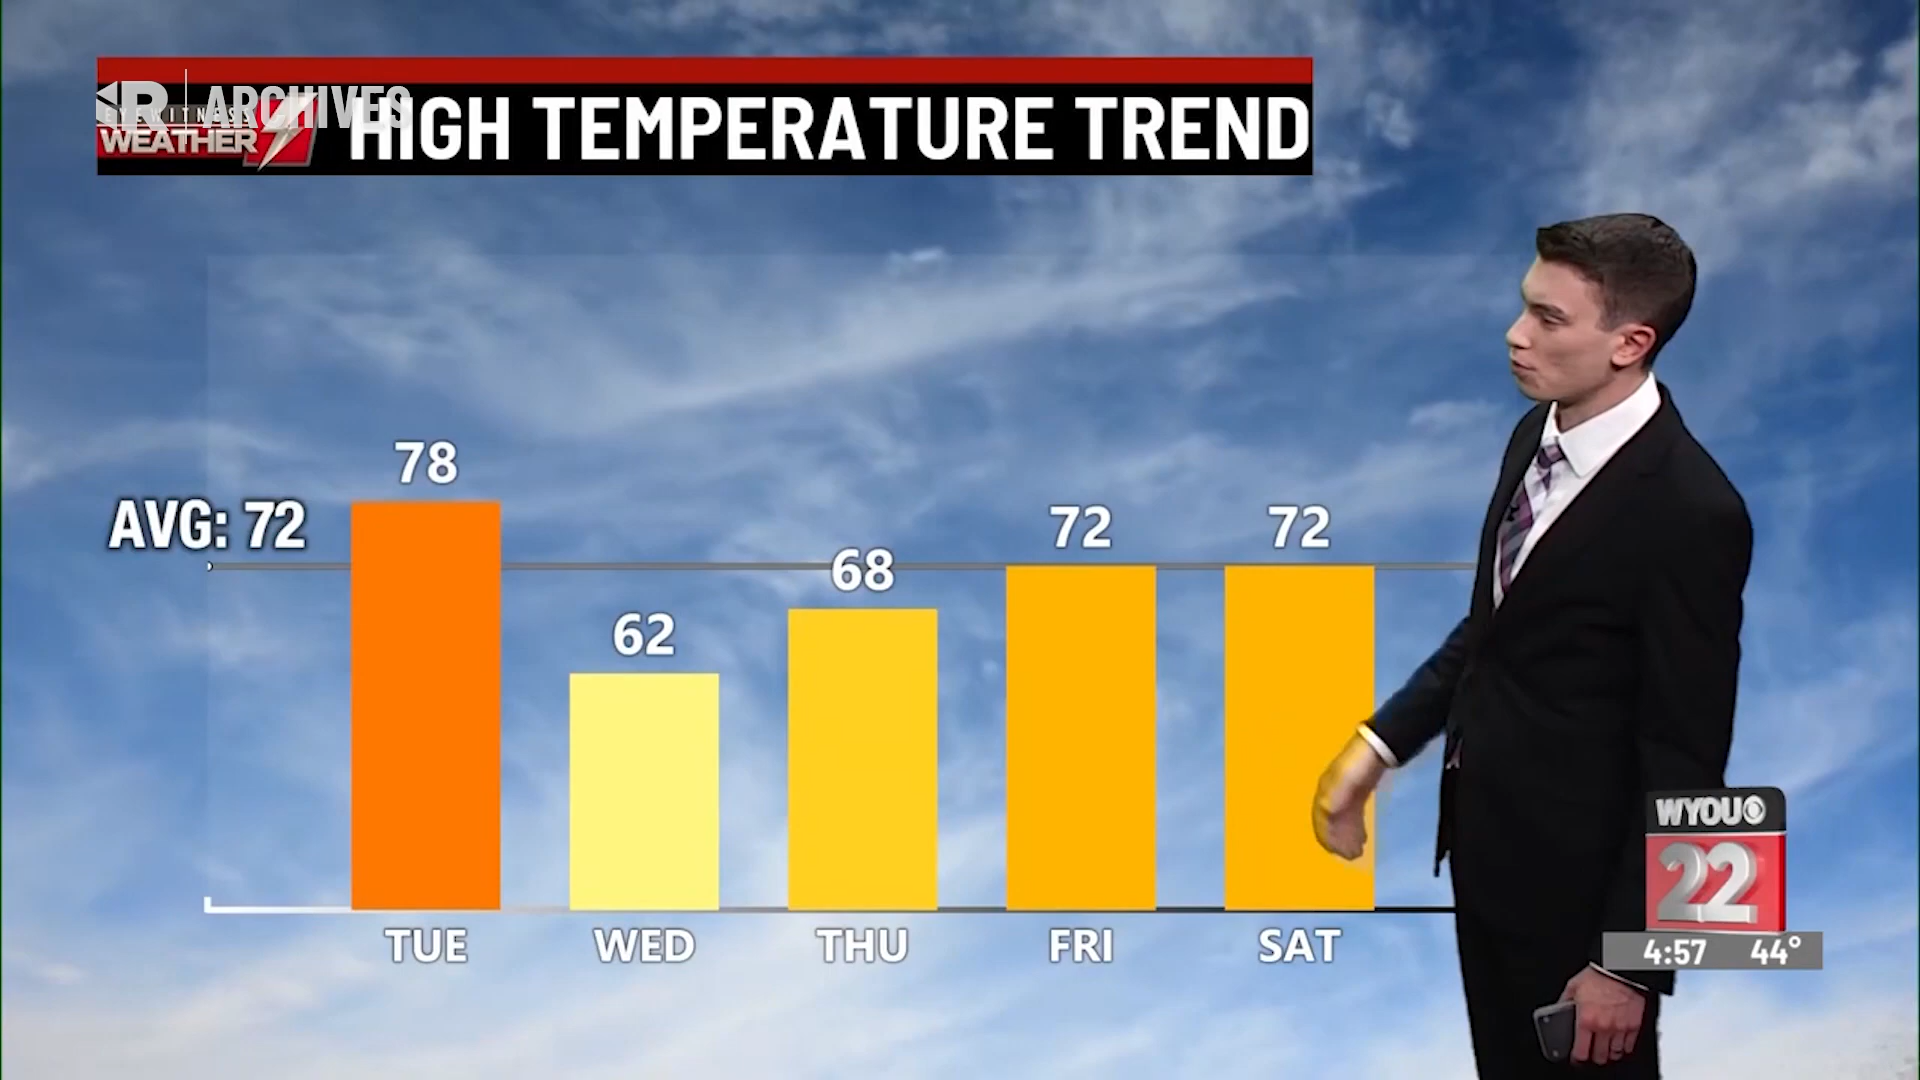 R ARCHIVES
EYEWITNESS
WEATHER
HIGH TEMPERATURE TREND
AVG: 72
78
62
68
72
72
TUE
WED
THU
FRI
SAT
WYOU
22
4:57 44°